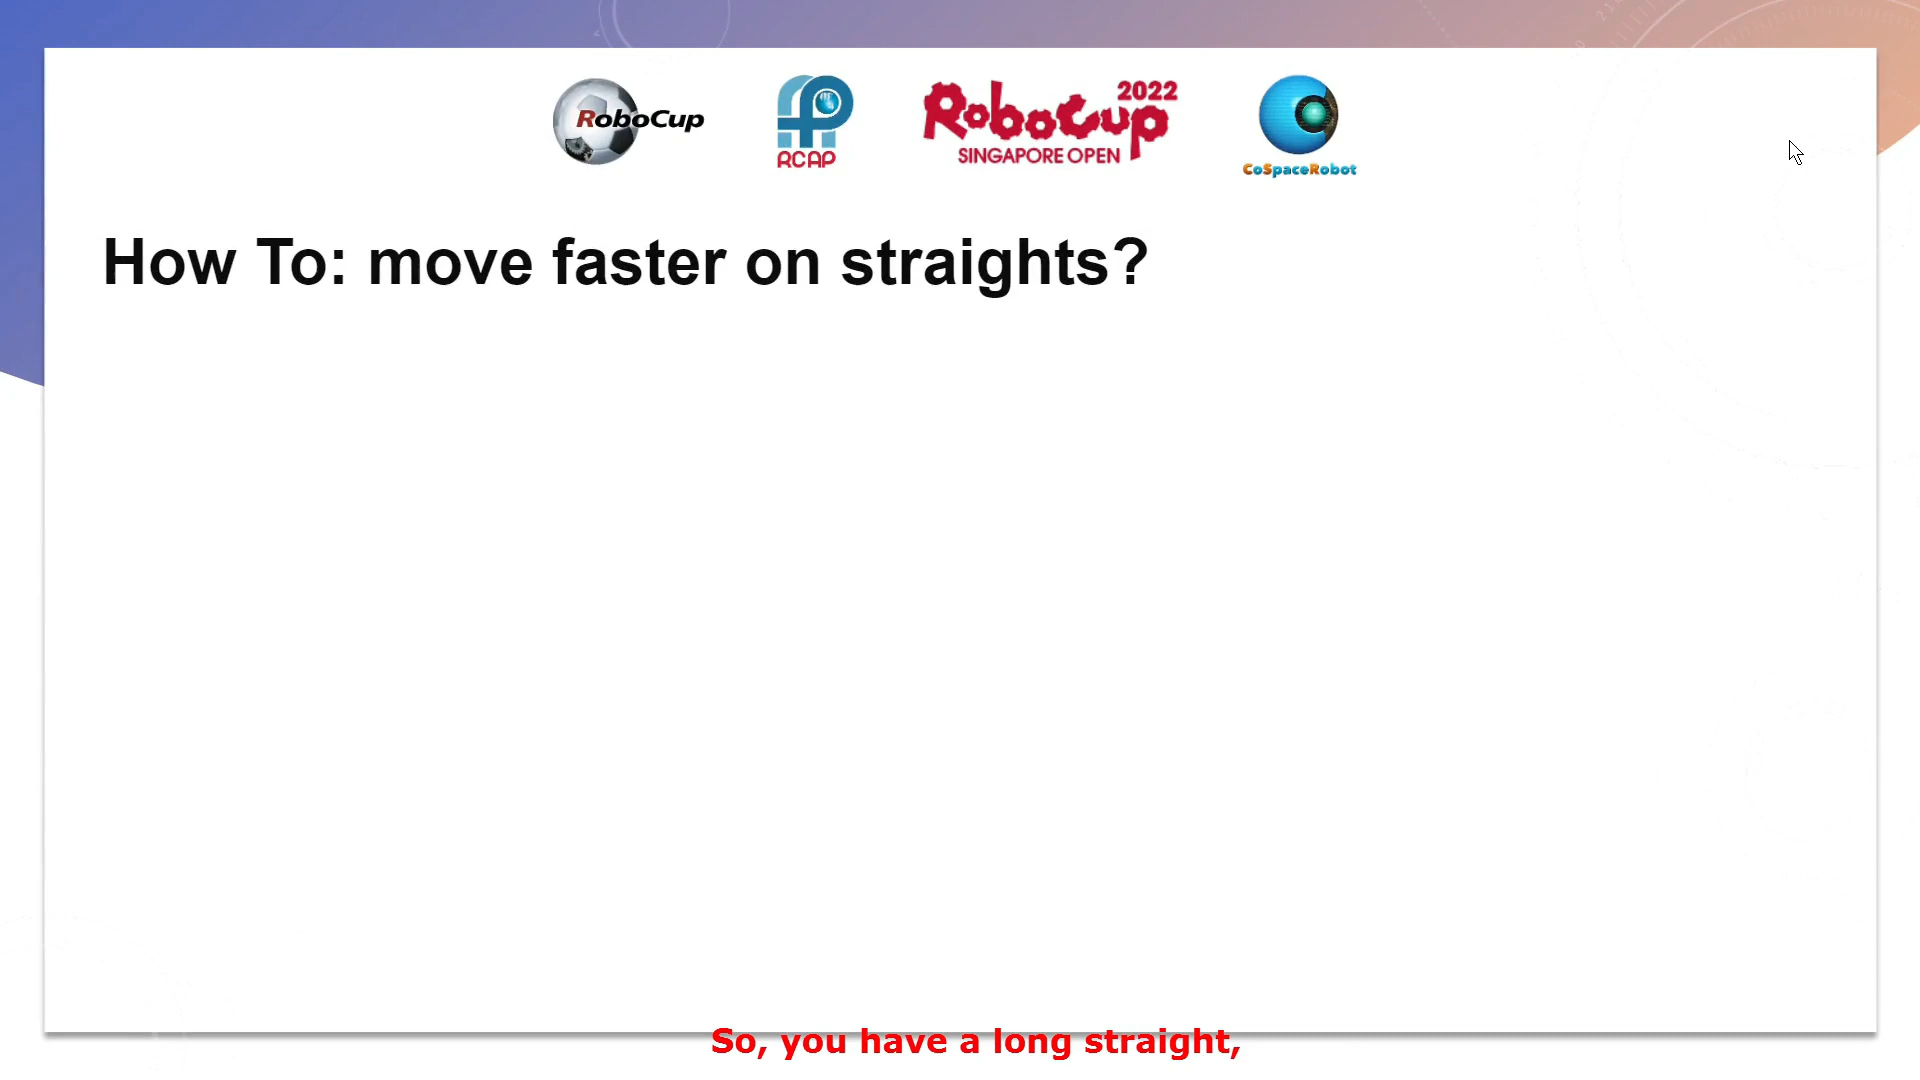 RoboCup
RCAP
RoboCup 2022
SINGAPORE OPEN
CoSpaceRobot
How To: move faster on straights?
So, you have a long straight,